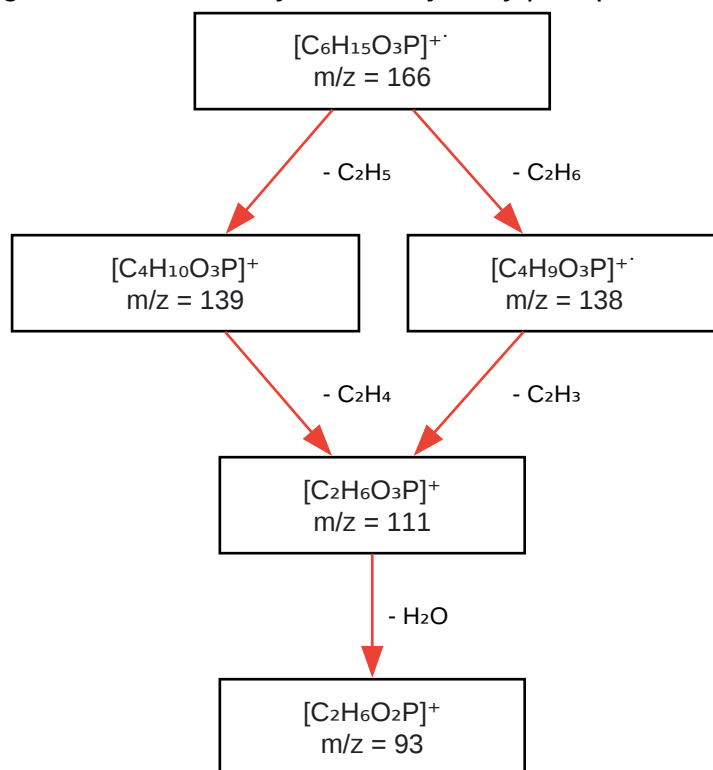 [C₆H₁₅O₃P]⁺˙
m/z = 166
- C₂H₅
- C₂H₆
[C₄H₁₀O₃P]⁺
m/z = 139
[C₄H₉O₃P]⁺˙
m/z = 138
- C₂H₄
- C₂H₃
[C₂H₆O₃P]⁺
m/z = 111
- H₂O
[C₂H₆O₂P]⁺
m/z = 93